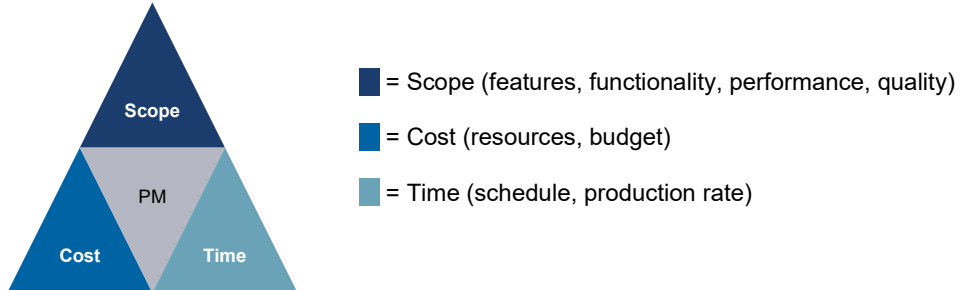 Scope
PM
Cost
Time
= Scope (features, functionality, performance, quality)
= Cost (resources, budget)
= Time (schedule, production rate)